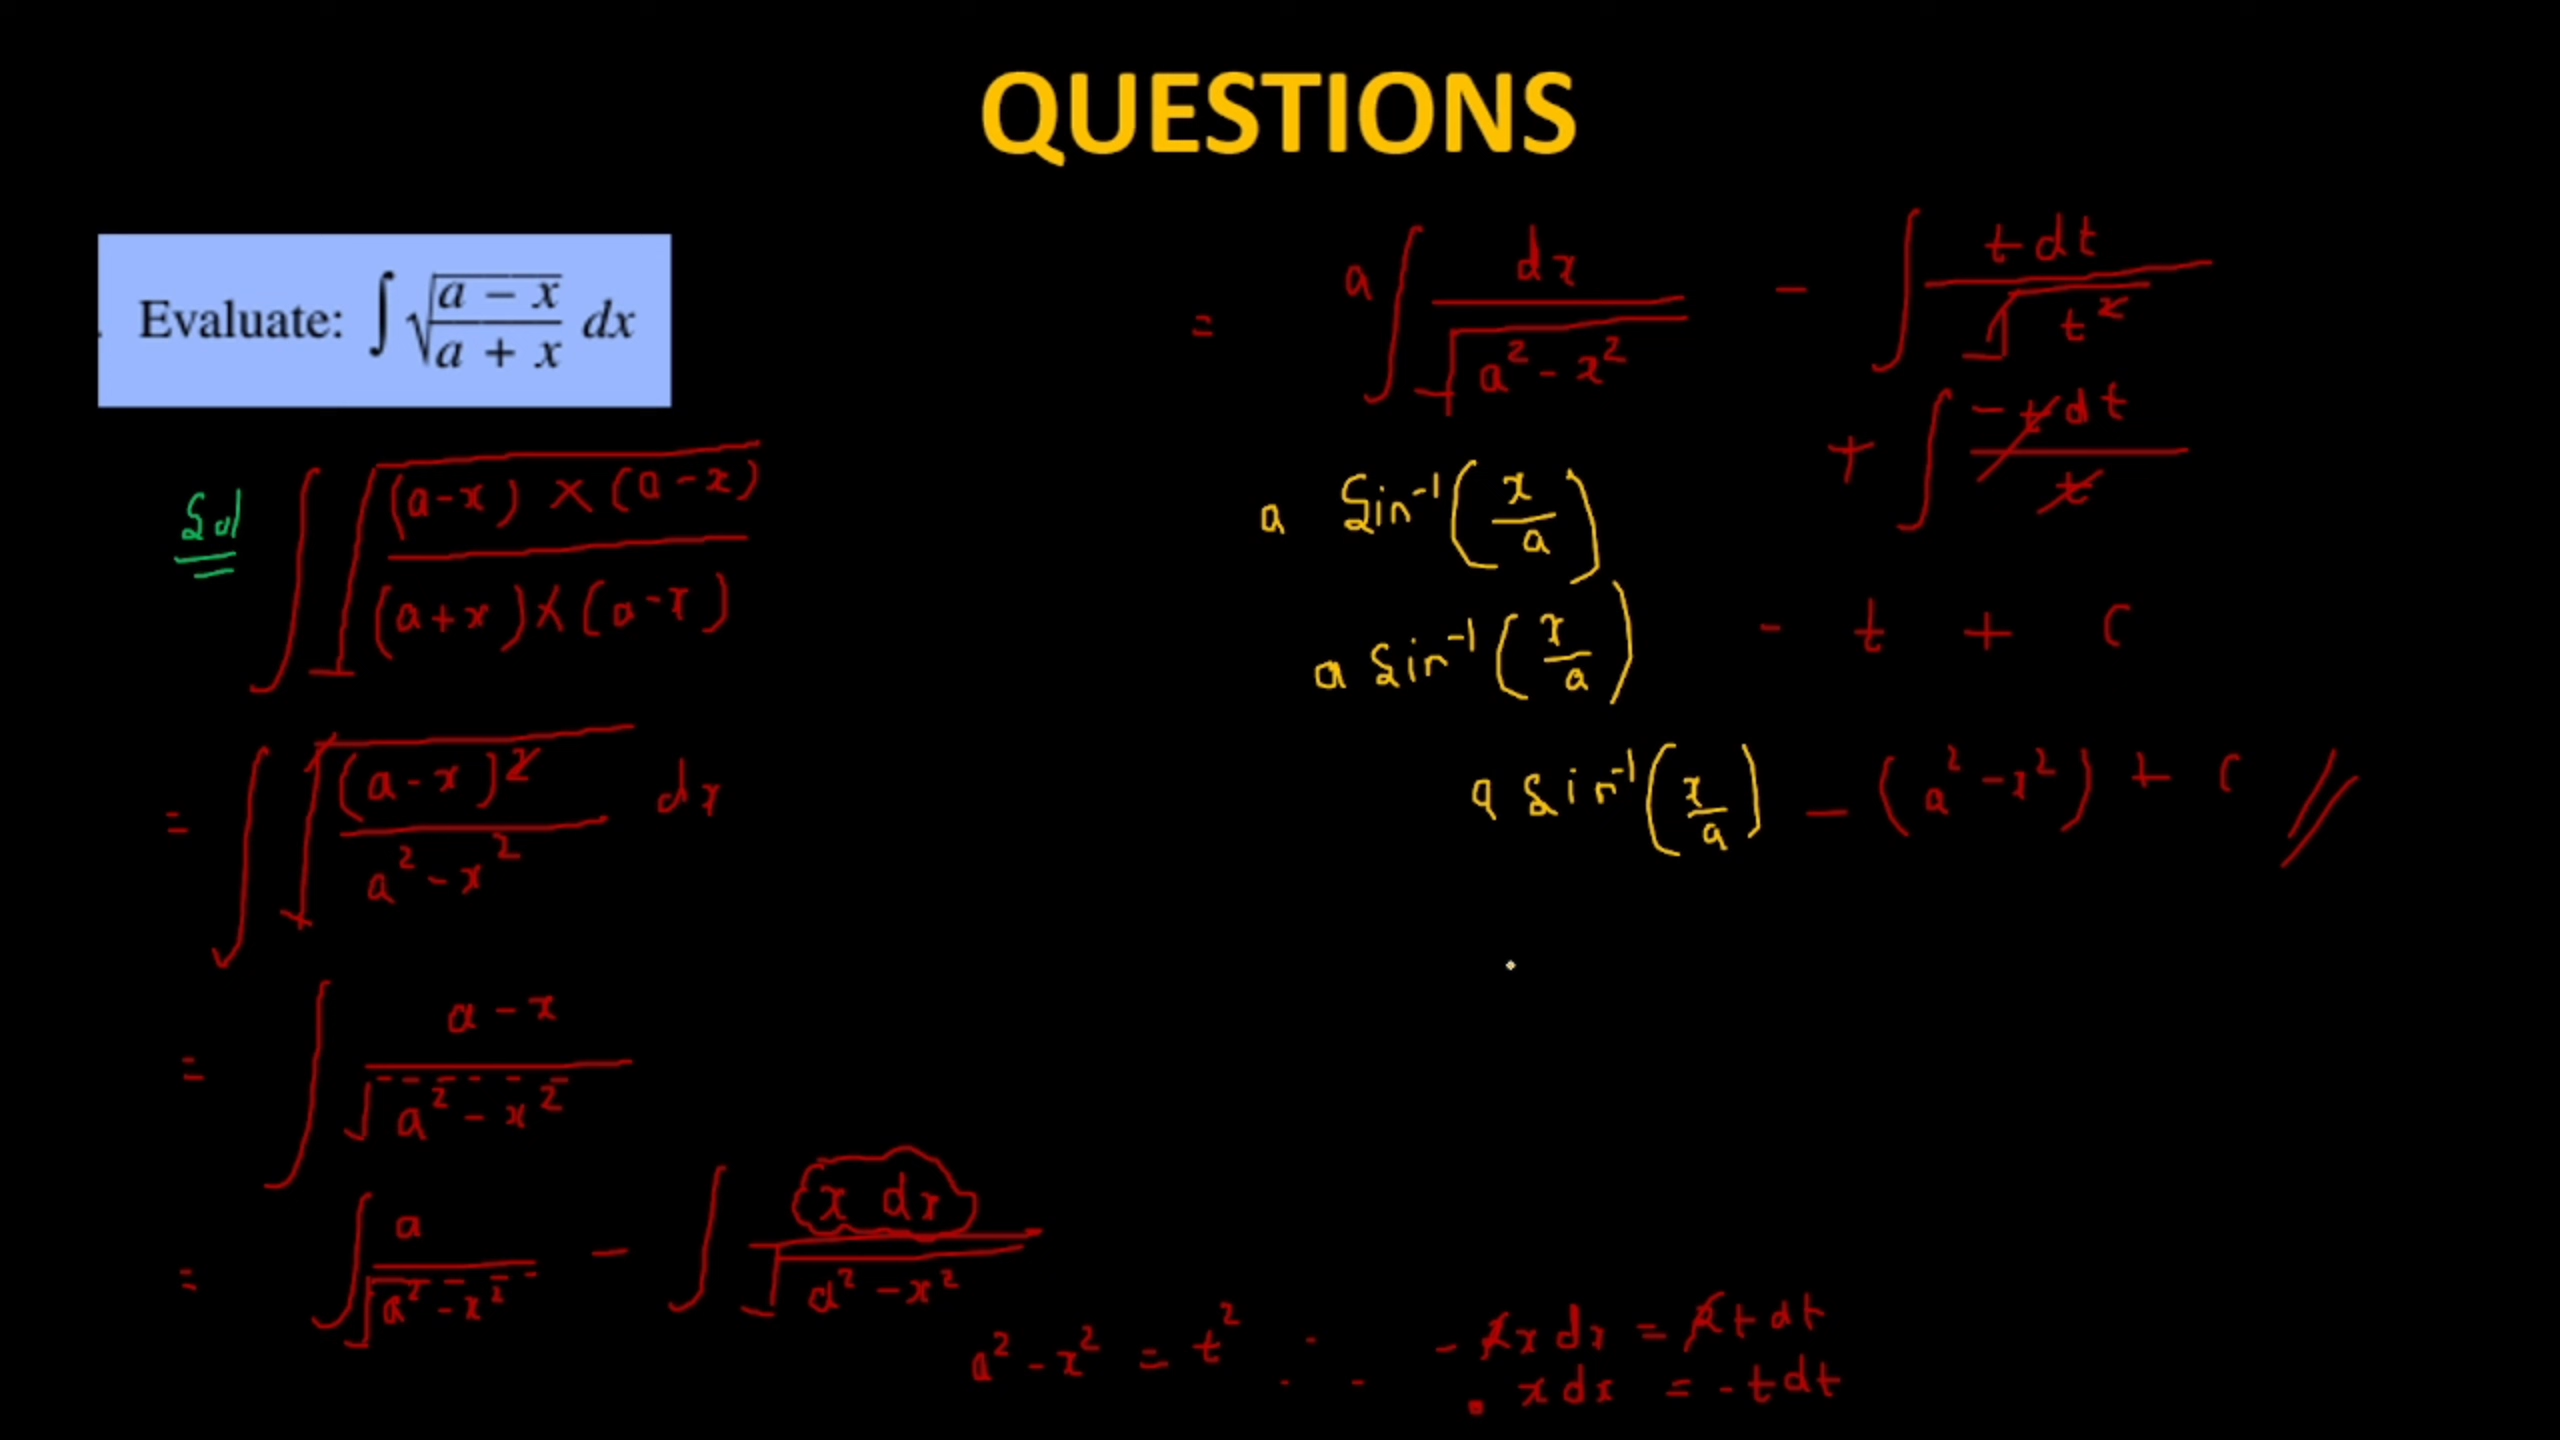 QUESTIONS
Evaluate: ∫ √((a − x)/(a + x)) dx
Sol ∫ √(((a-x) × (a-x))/((a+x) × (a-x)))
= ∫ √((a-x)²/(a²-x²)) dx
= ∫ (a-x)/√(a²-x²)
= ∫ a/√(a²-x²) - ∫ (x dx)/√(a²-x²)
a²-x² = t² ∴ -2x dx = 2t dt
x dx = -t dt
= a ∫ dx/√(a²-x²) - ∫ t dt/√(t²)
+ ∫ -t dt/t
a Sin⁻¹(x/a)
a Sin⁻¹(x/a) - t + C
a Sin⁻¹(x/a) - (a²-x²) + C //